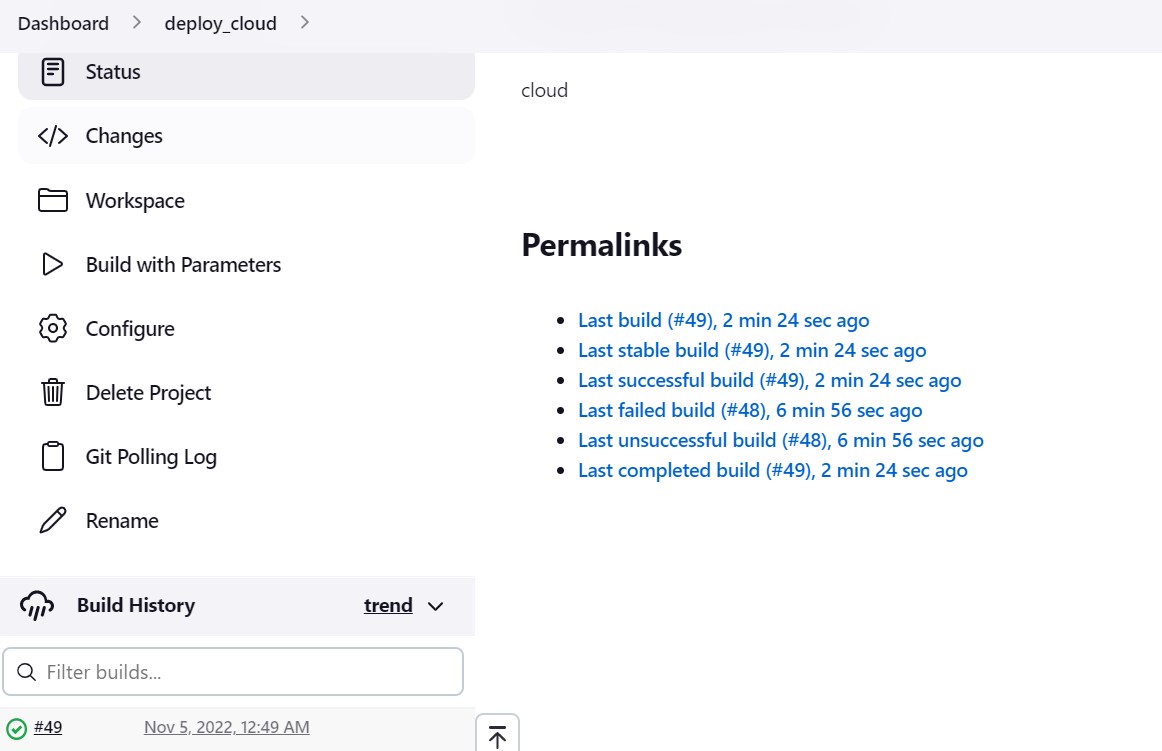 Dashboard > deploy_cloud >
Status
Changes
Workspace
Build with Parameters
Configure
Delete Project
Git Polling Log
Rename
Build History trend
Filter builds...
#49 Nov 5, 2022, 12:49 AM
cloud
Permalinks
Last build (#49), 2 min 24 sec ago
Last stable build (#49), 2 min 24 sec ago
Last successful build (#49), 2 min 24 sec ago
Last failed build (#48), 6 min 56 sec ago
Last unsuccessful build (#48), 6 min 56 sec ago
Last completed build (#49), 2 min 24 sec ago